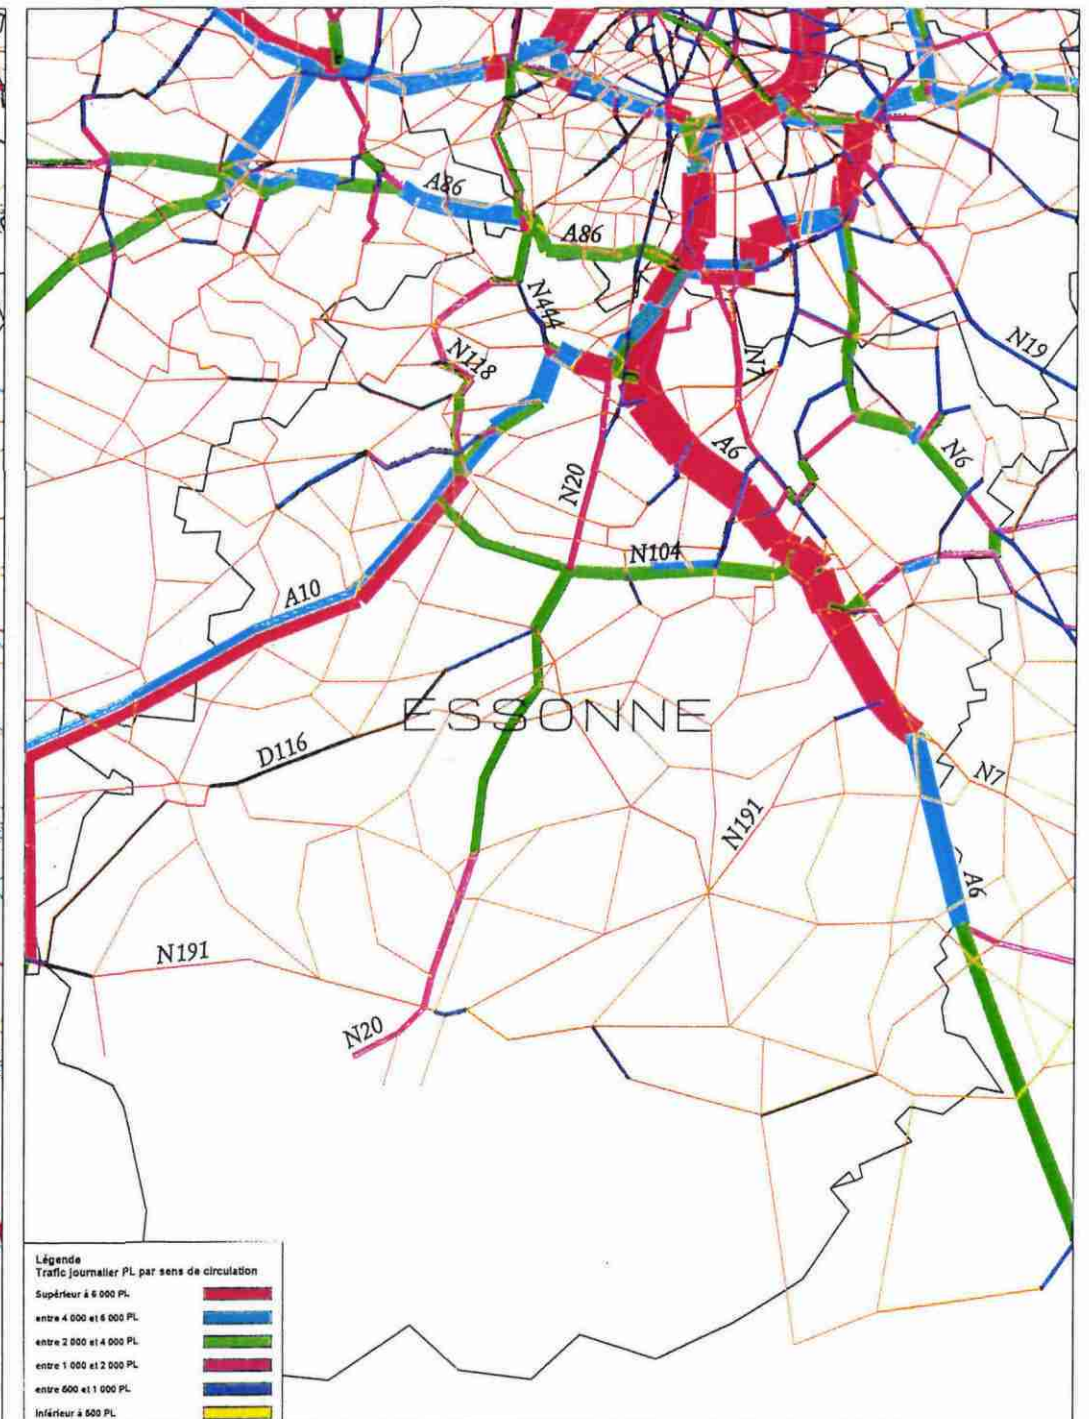 A86
A86
N444
N118
N7
N19
A6
N6
N20
N104
A10
ESSONNE
D116
N7
N191
A6
N191
N20
Légende
Trafic journalier PL par sens de circulation
Supérieur à 6 000 PL
entre 4 000 et 6 000 PL
entre 2 000 et 4 000 PL
entre 1 000 et 2 000 PL
entre 600 et 1 000 PL
Inférieur à 600 PL